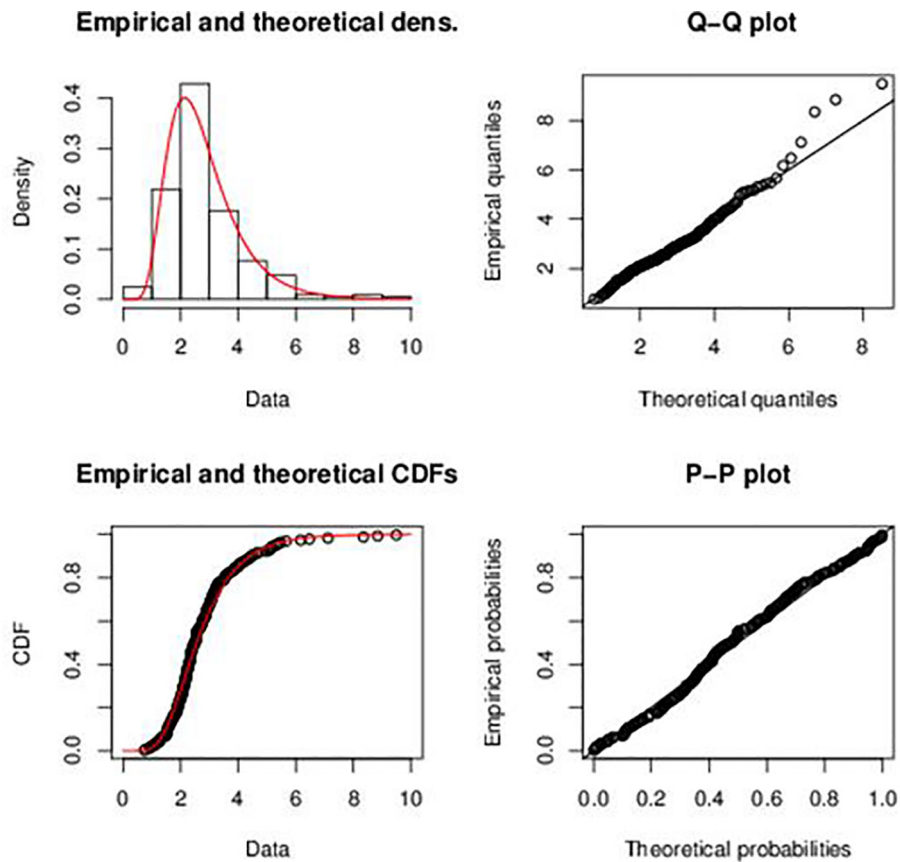 Empirical and theoretical dens.
Density
0.0 0.1 0.2 0.3 0.4
0 2 4 6 8 10
Data
Q−Q plot
Empirical quantiles
2 4 6 8
2 4 6 8
Theoretical quantiles
Empirical and theoretical CDFs
CDF
0.0 0.4 0.8
0 2 4 6 8 10
Data
P−P plot
Empirical probabilities
0.0 0.4 0.8
0.0 0.2 0.4 0.6 0.8 1.0
Theoretical probabilities